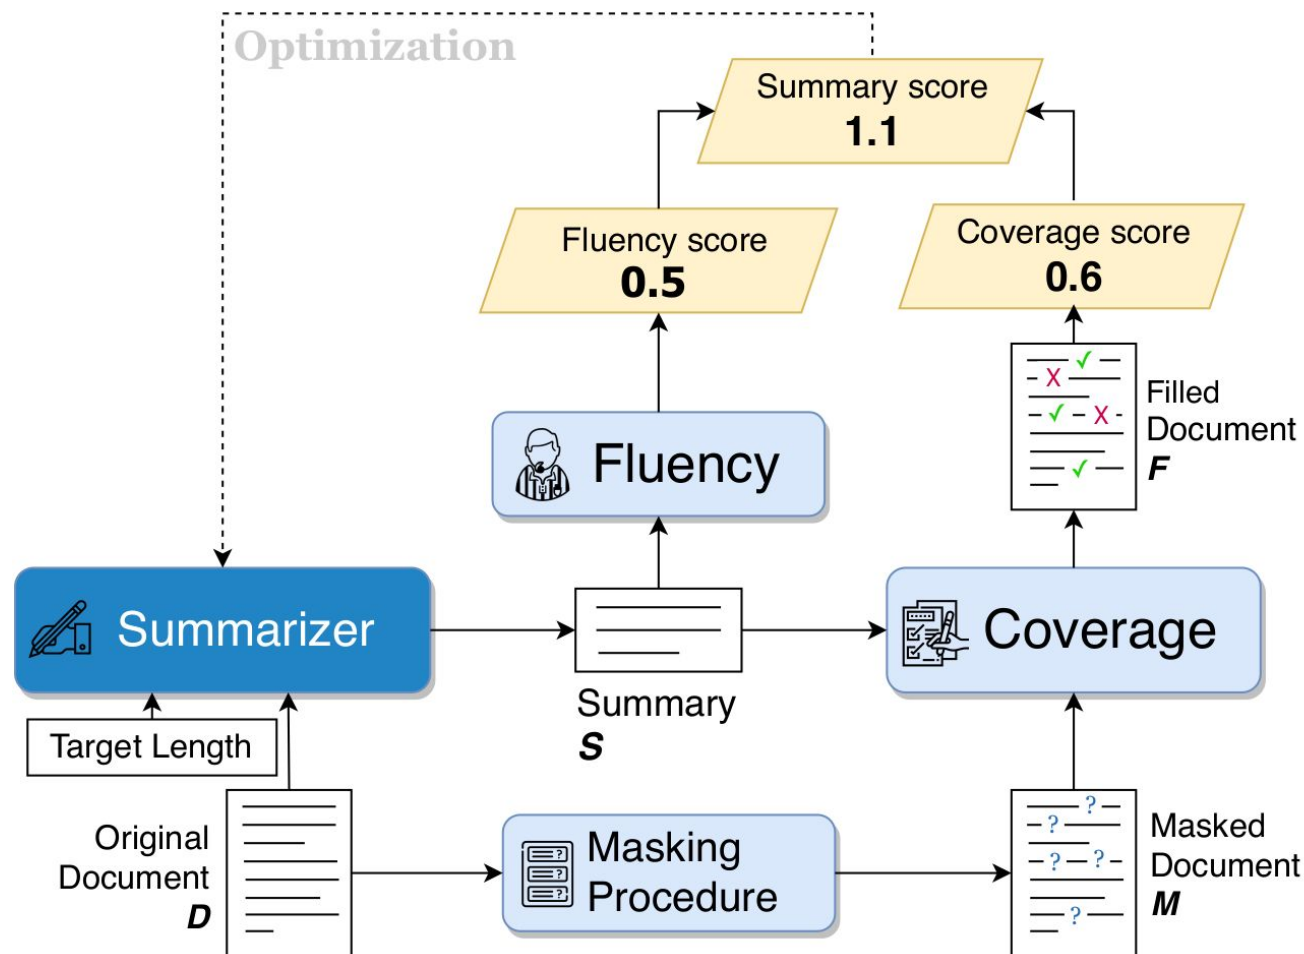 Optimization
Summary score
1.1
Fluency score
0.5
Coverage score
0.6
✓
X
✓ X
✓
Filled
Document
F
Fluency
Summarizer
Coverage
Summary
S
Target Length
Original
Document
D
Masking
Procedure
?
?
? ?
?
Masked
Document
M